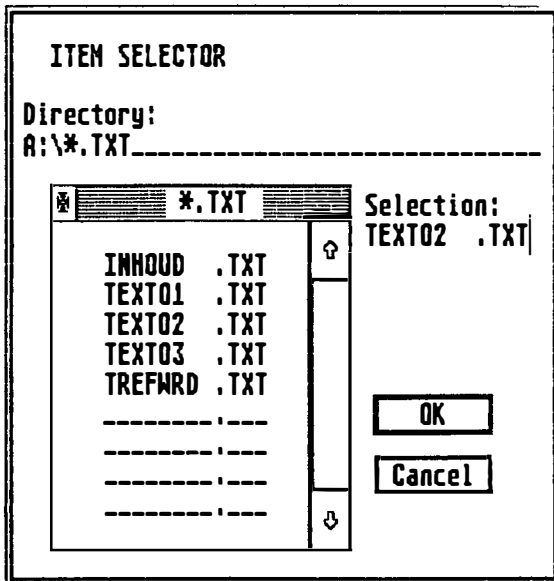 ITEM SELECTOR
Directory:
A:\*.TXT_______________________________
*.TXT
INHOUD  .TXT
TEXT01  .TXT
TEXT02  .TXT
TEXT03  .TXT
TREFWRD .TXT
--------.---
--------.---
--------.---
--------.---
Selection:
TEXT02  .TXT|
OK
Cancel